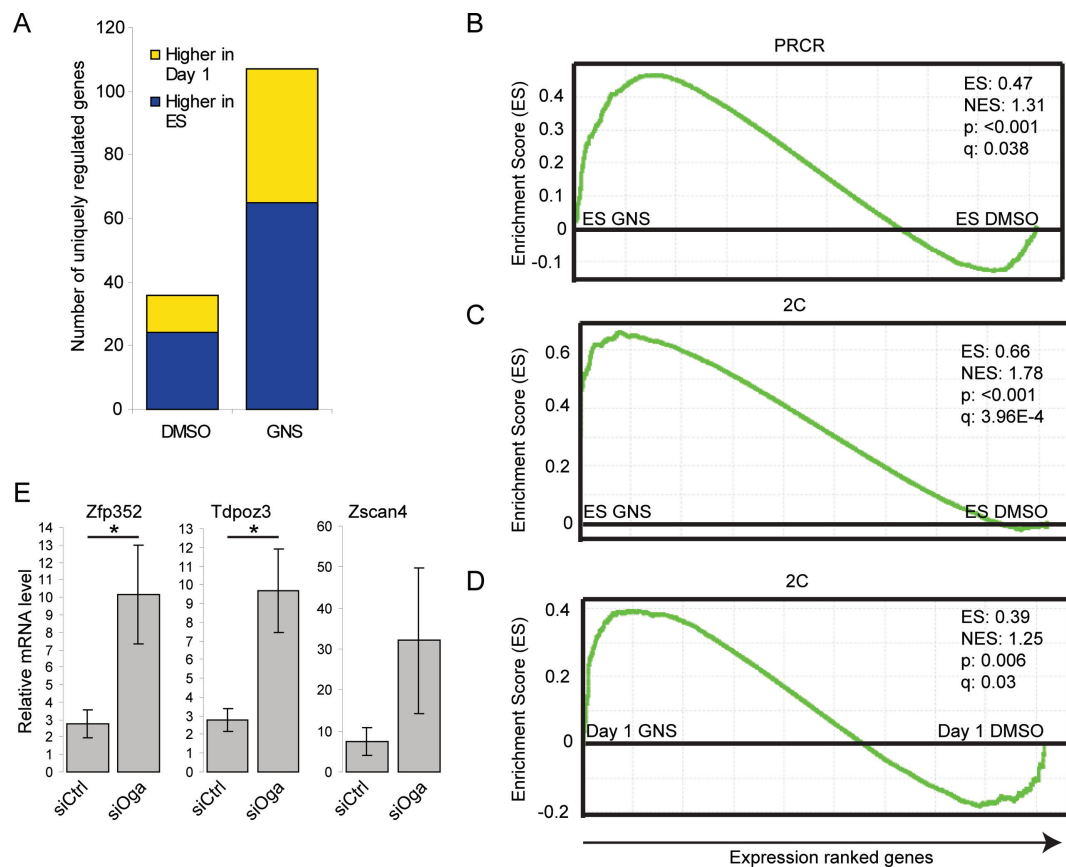 A
120
100
80
60
40
20
0
Number of uniquely regulated genes
Higher in
Day 1
Higher in
ES
DMSO
GNS
B
PRCR
0.4
0.3
0.2
0.1
0
-0.1
Enrichment Score (ES)
ES: 0.47
NES: 1.31
p: <0.001
q: 0.038
ES GNS
ES DMSO
C
2C
0.6
0.4
0.2
0
Enrichment Score (ES)
ES: 0.66
NES: 1.78
p: <0.001
q: 3.96E-4
ES GNS
ES DMSO
D
2C
0.4
0.2
0
-0.2
Enrichment Score (ES)
ES: 0.39
NES: 1.25
p: 0.006
q: 0.03
Day 1 GNS
Day 1 DMSO
Expression ranked genes
E
Relative mRNA level
Zfp352
14
13
12
11
10
9
8
7
6
5
4
3
2
1
0
*
siCtrl
siOga
Tdpoz3
13
12
11
10
9
8
7
6
5
4
3
2
1
0
*
siCtrl
siOga
Zscan4
60
50
40
30
20
10
0
siCtrl
siOga